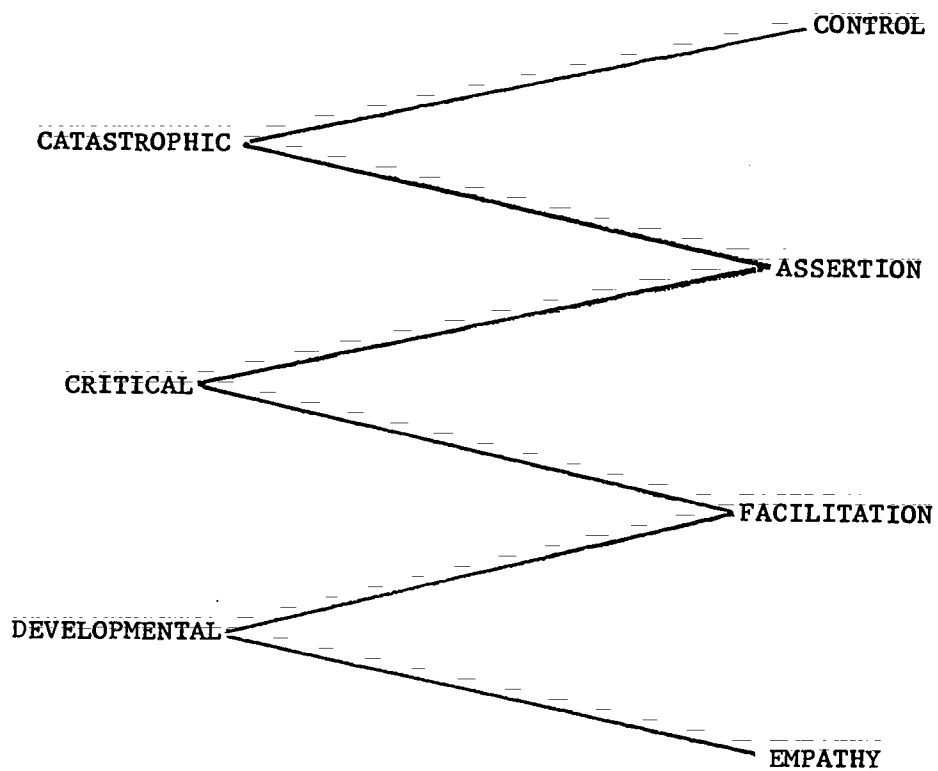 CONTROL
CATASTROPHIC
ASSERTION
CRITICAL
FACILITATION
DEVELOPMENTAL
EMPATHY